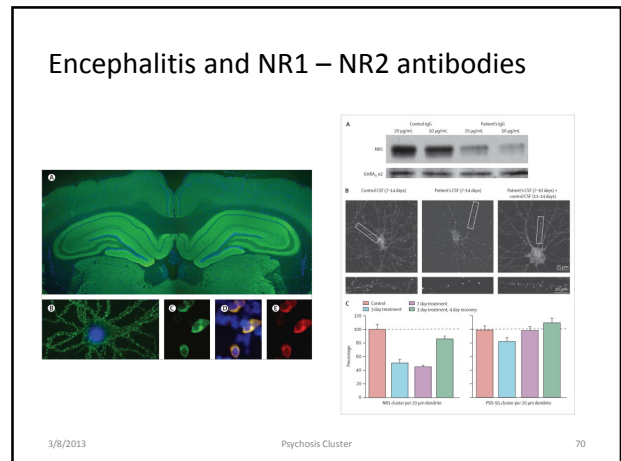 Encephalitis and NR1 – NR2 antibodies
A
B
C
D
E
A
Control IgG
Patient's IgG
10 µg/mL
50 µg/mL
10 µg/mL
50 µg/mL
NR1
B
Control CSF (7–14 days)
Patient's CSF (7–14 days)
Patient's CSF (7–10 days) +
control CSF (11–14 days)
C
Control
3 day treatment
7 day treatment
3 day treatment, 4 day recovery
Percentage
120
100
80
60
40
20
0
NR1 cluster per 20 µm dendrite
PSD-95 cluster per 20 µm dendrite
3/8/2013
Psychosis Cluster
70